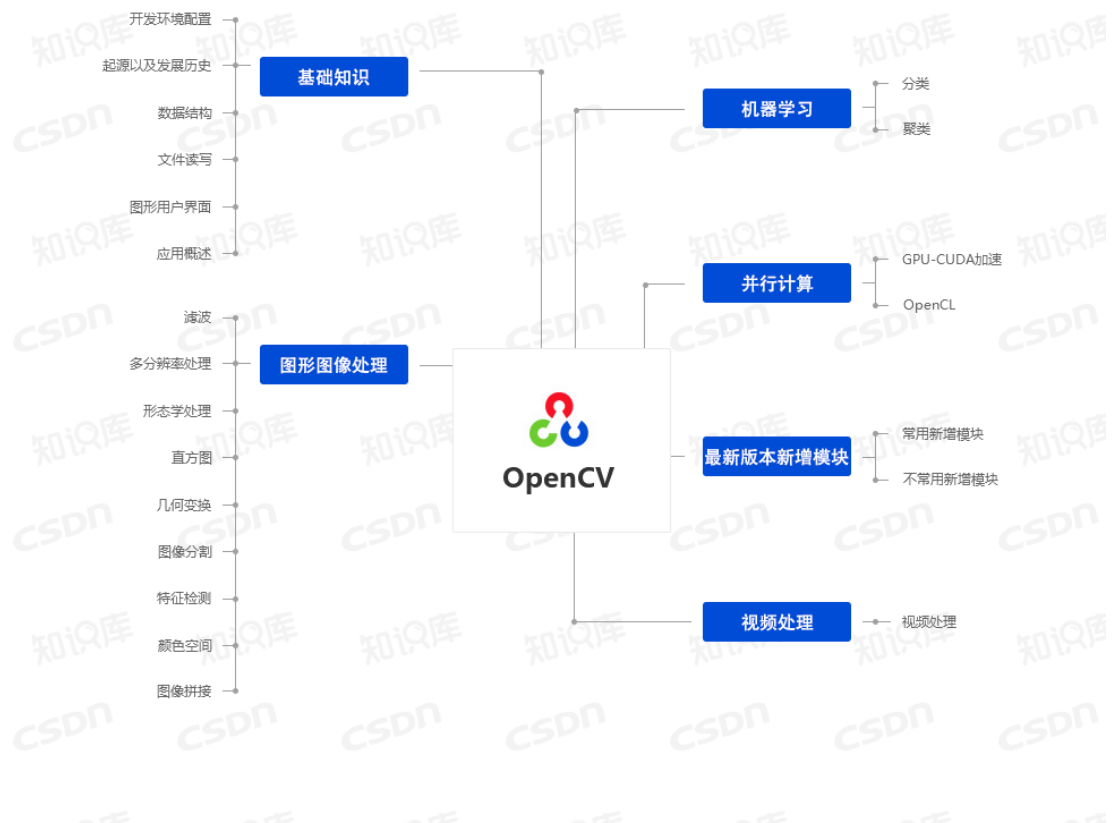 开发环境配置
起源以及发展历史
基础知识
数据结构
文件读写
图形用户界面
应用概述
滤波
多分辨率处理
图形图像处理
形态学处理
直方图
几何变换
图像分割
特征检测
颜色空间
图像拼接
OpenCV
机器学习
分类
聚类
并行计算
GPU-CUDA加速
OpenCL
最新版本新增模块
常用新增模块
不常用新增模块
视频处理
视频处理
知识库
CSDN